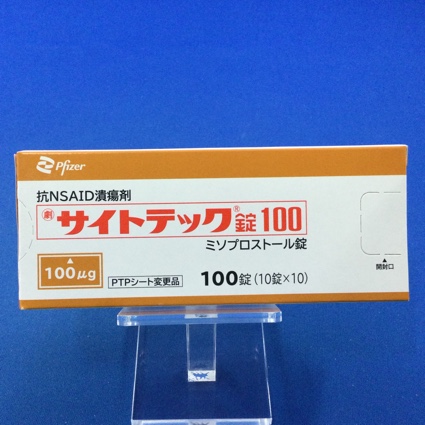 Pfizer
抗NSAID潰瘍剤
劇 サイトテック®錠100
ミソプロストール錠
100μg
PTPシート変更品
100錠(10錠×10)
開封口